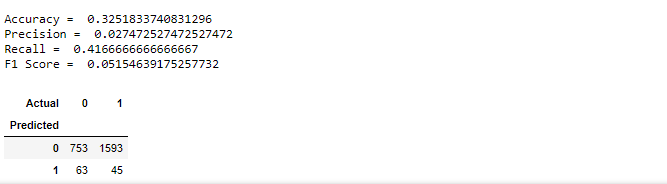 Accuracy =  0.3251833740831296
Precision =  0.027472527472527472
Recall =  0.4166666666666667
F1 Score =  0.05154639175257732
Actual 0 1
Predicted
0 753 1593
1 63 45